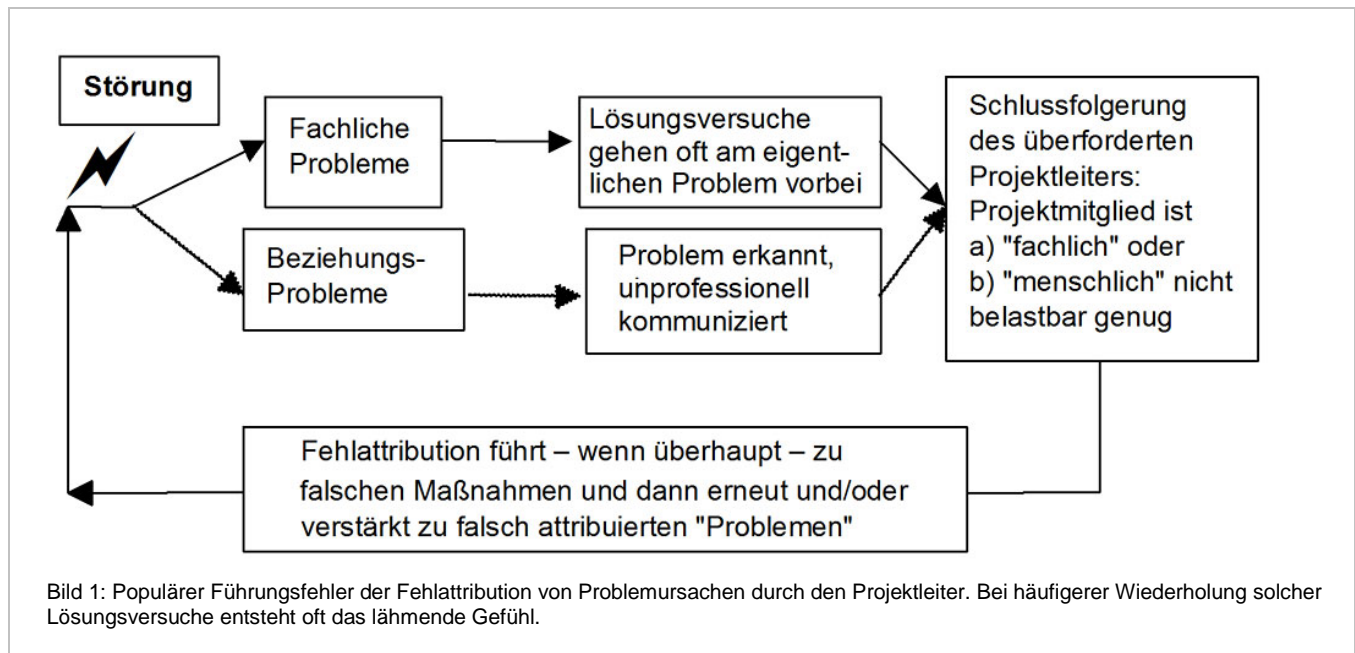 Störung
Fachliche
Probleme
Lösungsversuche
gehen oft am eigent-
lichen Problem vorbei
Schlussfolgerung
des überforderten
Projektleiters:
Projektmitglied ist
a) "fachlich" oder
b) "menschlich" nicht
belastbar genug
Beziehungs-
Probleme
Problem erkannt,
unprofessionell
kommuniziert
Fehlattribution führt – wenn überhaupt – zu
falschen Maßnahmen und dann erneut und/oder
verstärkt zu falsch attribuierten "Problemen"
Bild 1: Populärer Führungsfehler der Fehlattribution von Problemursachen durch den Projektleiter. Bei häufigerer Wiederholung solcher
Lösungsversuche entsteht oft das lähmende Gefühl.